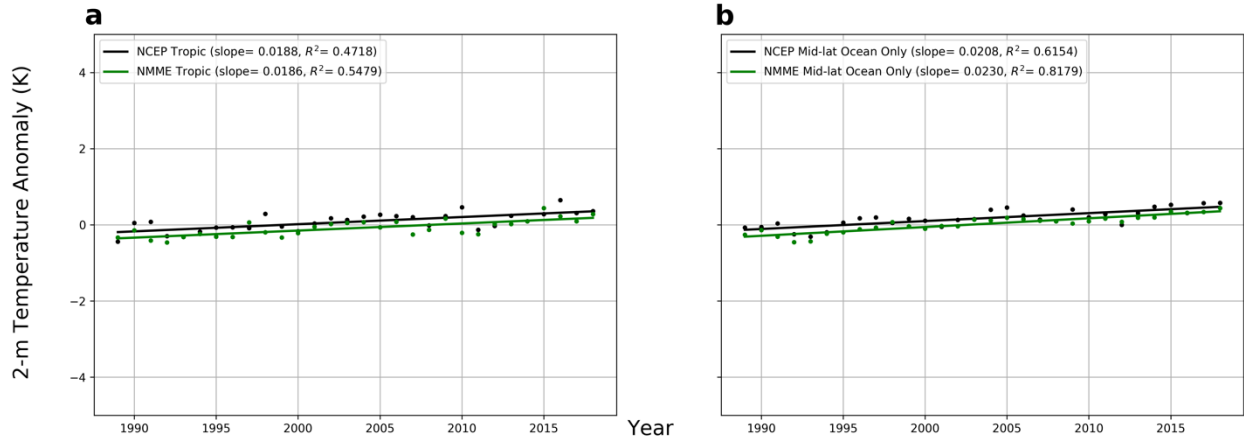 a
NCEP Tropic (slope= 0.0188, R²= 0.4718)
NMME Tropic (slope= 0.0186, R²= 0.5479)
b
NCEP Mid-lat Ocean Only (slope= 0.0208, R²= 0.6154)
NMME Mid-lat Ocean Only (slope= 0.0230, R²= 0.8179)
2-m Temperature Anomaly (K)
4
2
0
−2
−4
1990 1995 2000 2005 2010 2015
1990 1995 2000 2005 2010 2015
Year